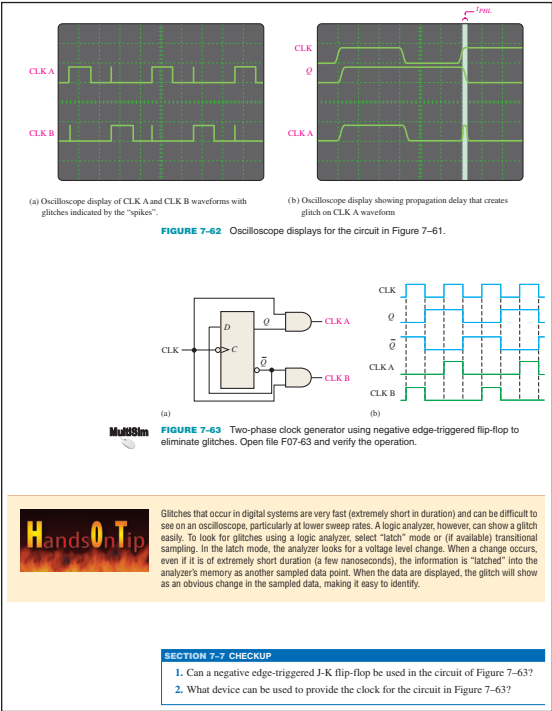 tPHL
CLK
Q
CLK A
CLK B
CLK A
(a) Oscilloscope display of CLK A and CLK B waveforms with
glitches indicated by the “spikes”.
(b) Oscilloscope display showing propagation delay that creates
glitch on CLK A waveform
FIGURE 7–62 Oscilloscope displays for the circuit in Figure 7–61.
CLK
D
C
Q
Q̅
CLK A
CLK B
(a)
CLK
Q
Q̅
CLK A
CLK B
(b)
MultiSim
FIGURE 7–63 Two-phase clock generator using negative edge-triggered flip-flop to
eliminate glitches. Open file F07-63 and verify the operation.
HandsOnTip
Glitches that occur in digital systems are very fast (extremely short in duration) and can be difficult to
see on an oscilloscope, particularly at lower sweep rates. A logic analyzer, however, can show a glitch
easily. To look for glitches using a logic analyzer, select “latch” mode or (if available) transitional
sampling. In the latch mode, the analyzer looks for a voltage level change. When a change occurs,
even if it is of extremely short duration (a few nanoseconds), the information is “latched” into the
analyzer’s memory as another sampled data point. When the data are displayed, the glitch will show
as an obvious change in the sampled data, making it easy to identify.
SECTION 7–7 CHECKUP
1. Can a negative edge-triggered J-K flip-flop be used in the circuit of Figure 7–63?
2. What device can be used to provide the clock for the circuit in Figure 7–63?